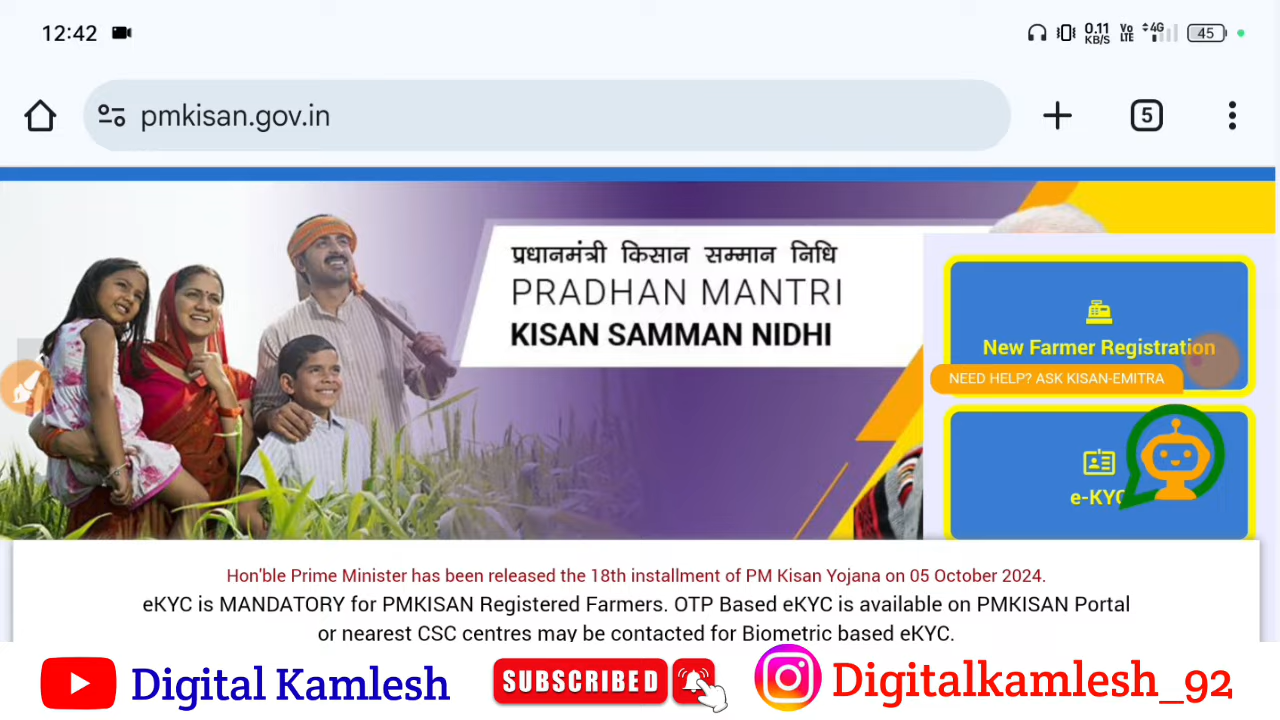 12:42
0.11 KB/S
Vo LTE
4G
45
pmkisan.gov.in
5
प्रधानमंत्री किसान सम्मान निधि
PRADHAN MANTRI
KISAN SAMMAN NIDHI
New Farmer Registration
NEED HELP? ASK KISAN-EMITRA
e-KYC
Hon'ble Prime Minister has been released the 18th installment of PM Kisan Yojana on 05 October 2024.
eKYC is MANDATORY for PMKISAN Registered Farmers. OTP Based eKYC is available on PMKISAN Portal
or nearest CSC centres may be contacted for Biometric based eKYC.
Digital Kamlesh
SUBSCRIBED
Digitalkamlesh_92